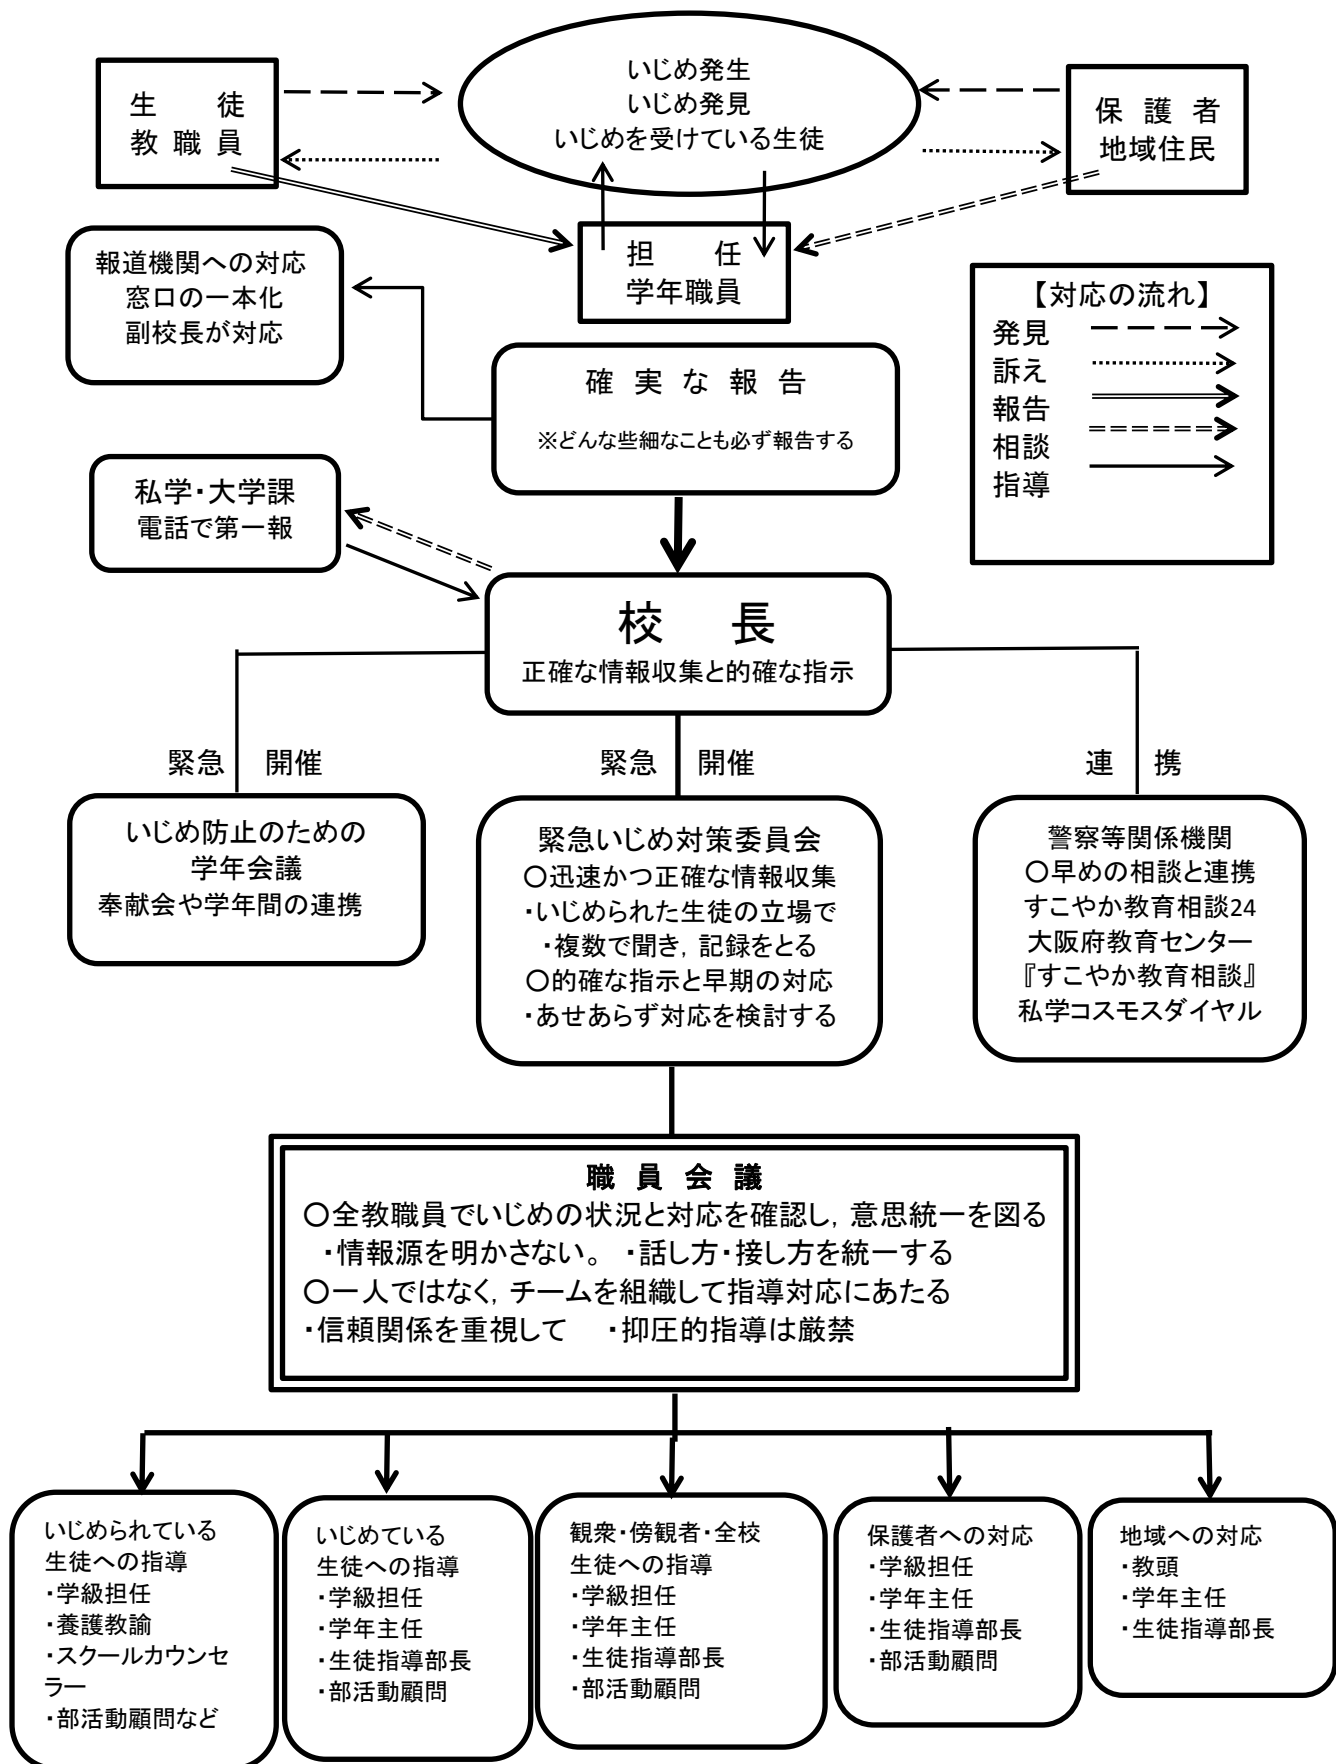 いじめ発生
いじめ発見
いじめを受けている生徒
生　　徒
教 職 員
保 護 者
地域住民
担　　任
学年職員
報道機関への対応
窓口の一本化
副校長が対応
【対応の流れ】
発見
訴え
報告
相談
指導
確 実 な 報 告
※どんな些細なことも必ず報告する
私学・大学課
電話で第一報
校　長
正確な情報収集と的確な指示
緊急　開催
緊急　開催
連　携
いじめ防止のための
学年会議
奉献会や学年間の連携
緊急いじめ対策委員会
〇迅速かつ正確な情報収集
・いじめられた生徒の立場で
・複数で聞き，記録をとる
〇的確な指示と早期の対応
・あせあらず対応を検討する
警察等関係機関
〇早めの相談と連携
すこやか教育相談24
大阪府教育センター
『すこやか教育相談』
私学コスモスダイヤル
職 員 会 議
〇全教職員でいじめの状況と対応を確認し，意思統一を図る
・情報源を明かさない。 ・話し方・接し方を統一する
〇一人ではなく，チームを組織して指導対応にあたる
・信頼関係を重視して　・抑圧的指導は厳禁
いじめられている
生徒への指導
・学級担任
・養護教諭
・スクールカウンセ
ラー
・部活動顧問など
いじめている
生徒への指導
・学級担任
・学年主任
・生徒指導部長
・部活動顧問
観衆・傍観者・全校
生徒への指導
・学級担任
・学年主任
・生徒指導部長
・部活動顧問
保護者への対応
・学級担任
・学年主任
・生徒指導部長
・部活動顧問
地域への対応
・教頭
・学年主任
・生徒指導部長